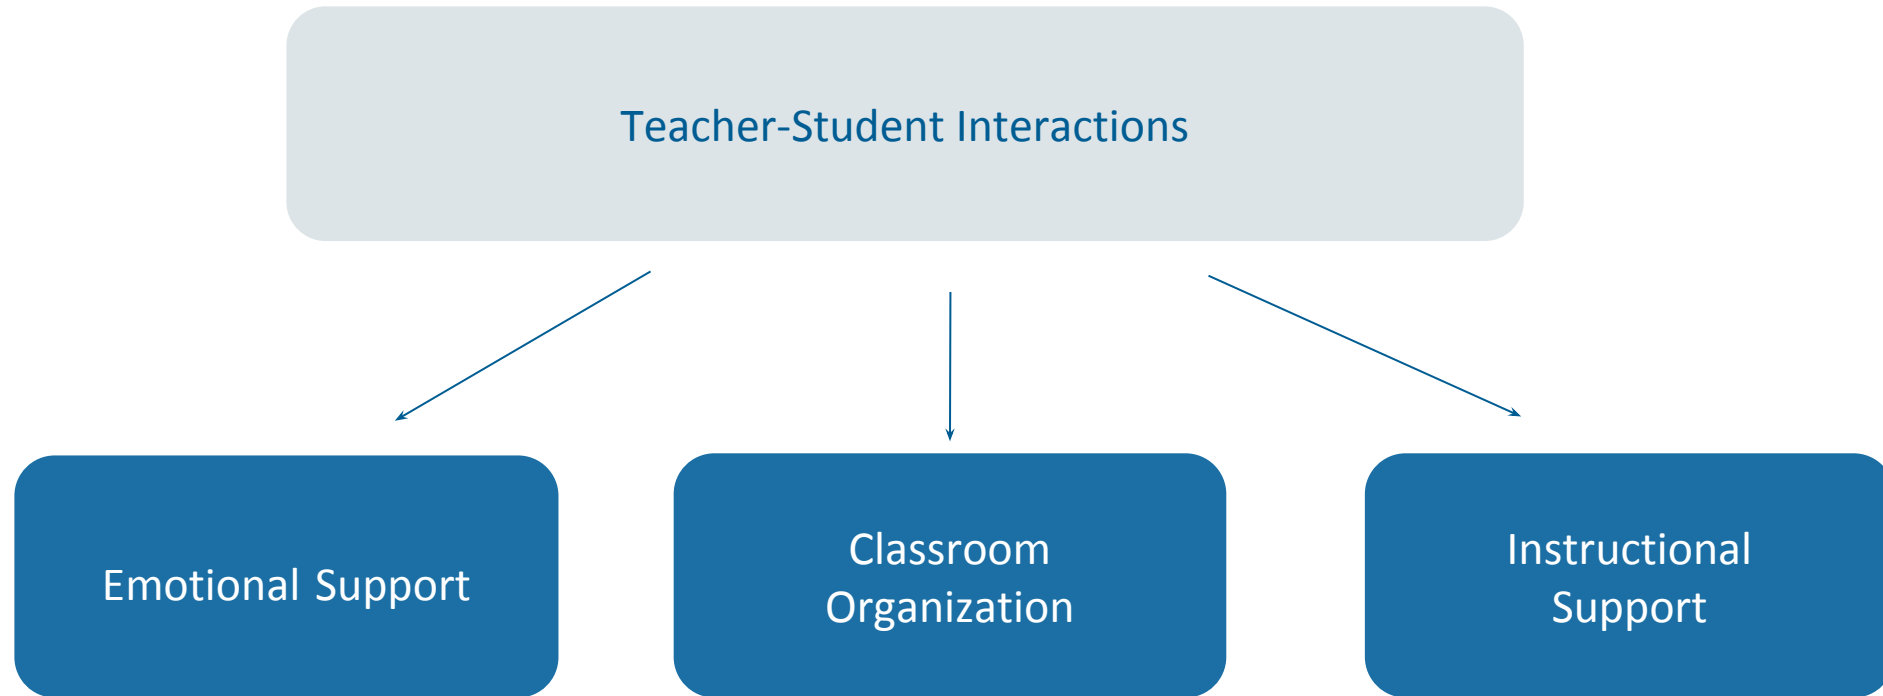 Teacher-Student Interactions
Emotional Support
Classroom
Organization
Instructional
Support